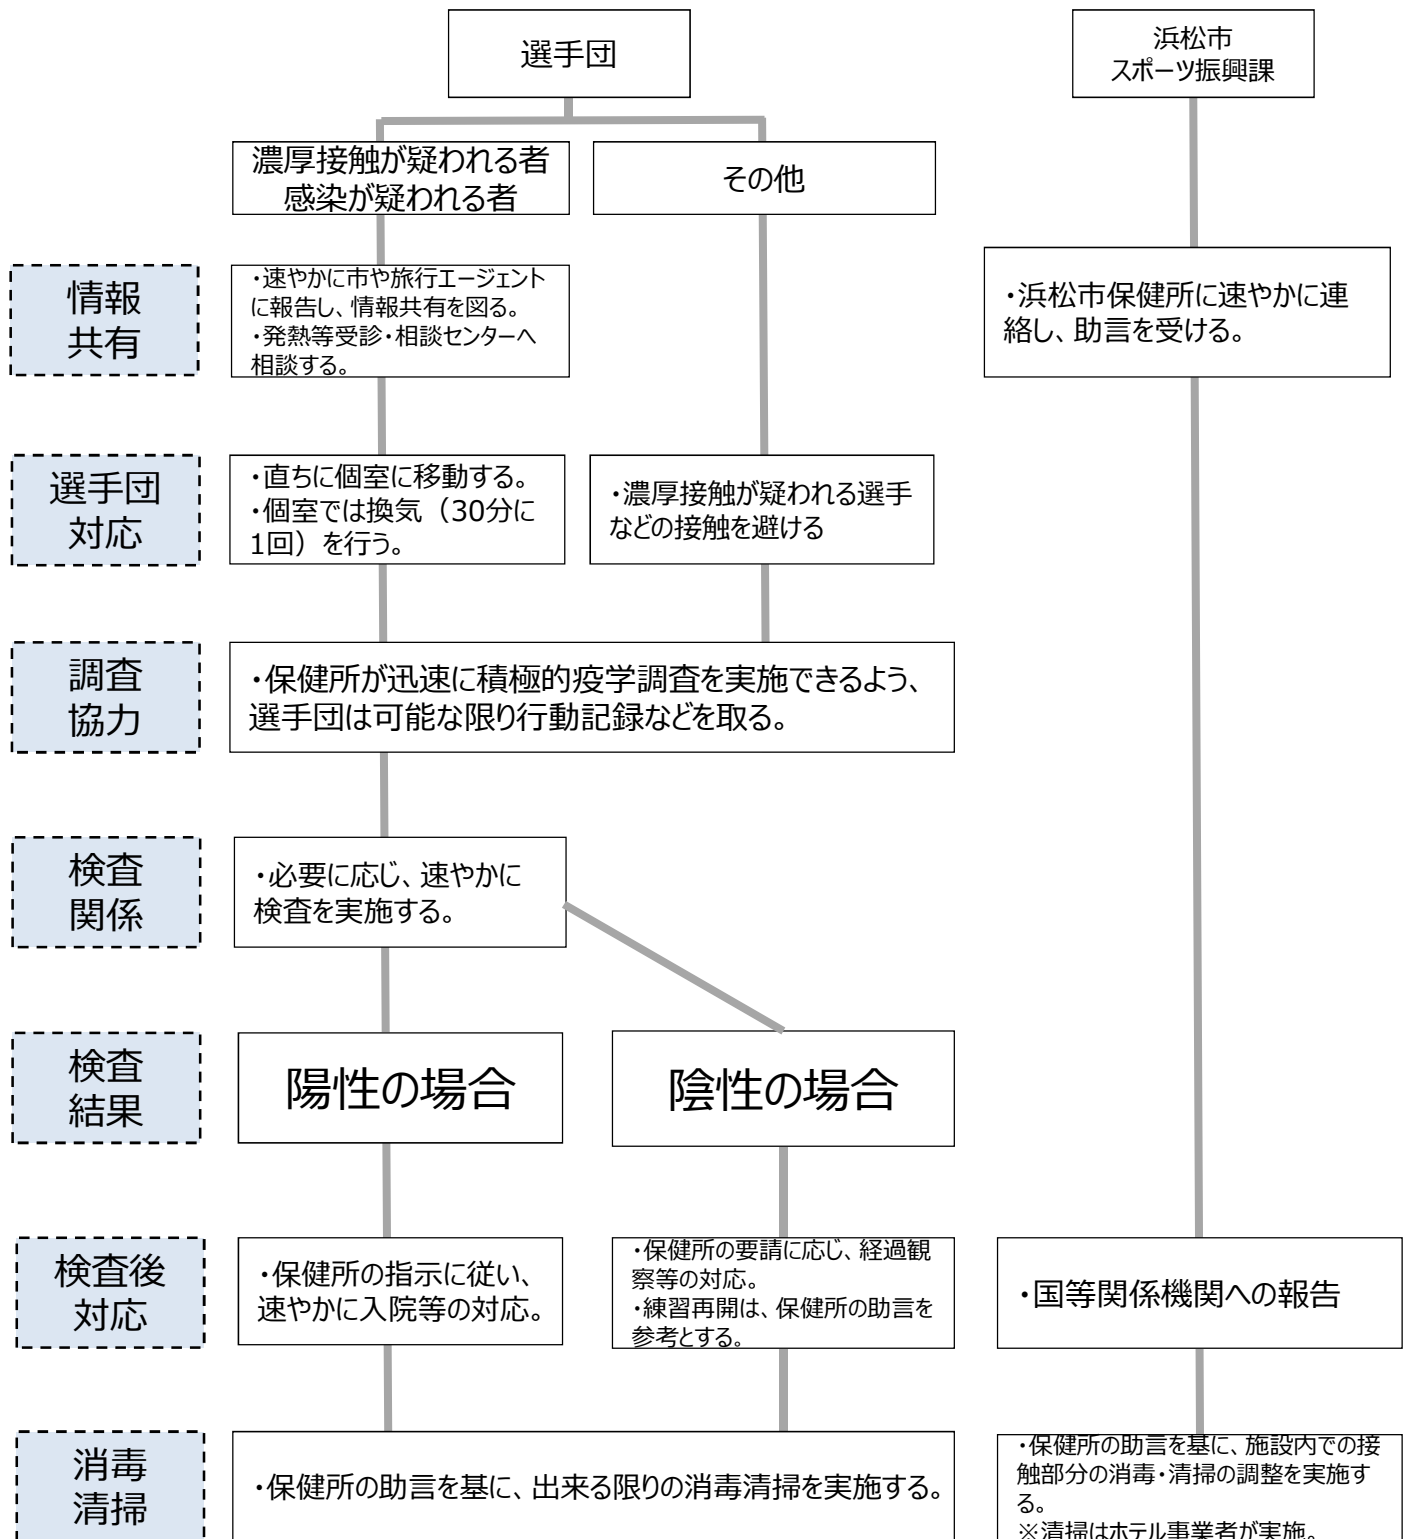 選手団
浜松市
スポーツ振興課
濃厚接触が疑われる者
感染が疑われる者
その他
情報
共有
・速やかに市や旅行エージェント
に報告し、情報共有を図る。
・発熱等受診・相談センターへ
相談する。
・浜松市保健所に速やかに連
絡し、助言を受ける。
選手団
対応
・直ちに個室に移動する。
・個室では換気（30分に
1回）を行う。
・濃厚接触が疑われる選手
などの接触を避ける
調査
協力
・保健所が迅速に積極的疫学調査を実施できるよう、
選手団は可能な限り行動記録などを取る。
検査
関係
・必要に応じ、速やかに
検査を実施する。
検査
結果
陽性の場合
陰性の場合
検査後
対応
・保健所の指示に従い、
速やかに入院等の対応。
・保健所の要請に応じ、経過観
察等の対応。
・練習再開は、保健所の助言を
参考とする。
・国等関係機関への報告
消毒
清掃
・保健所の助言を基に、出来る限りの消毒清掃を実施する。
・保健所の助言を基に、施設内での接
触部分の消毒・清掃の調整を実施す
る。
※清掃はホテル事業者が実施。